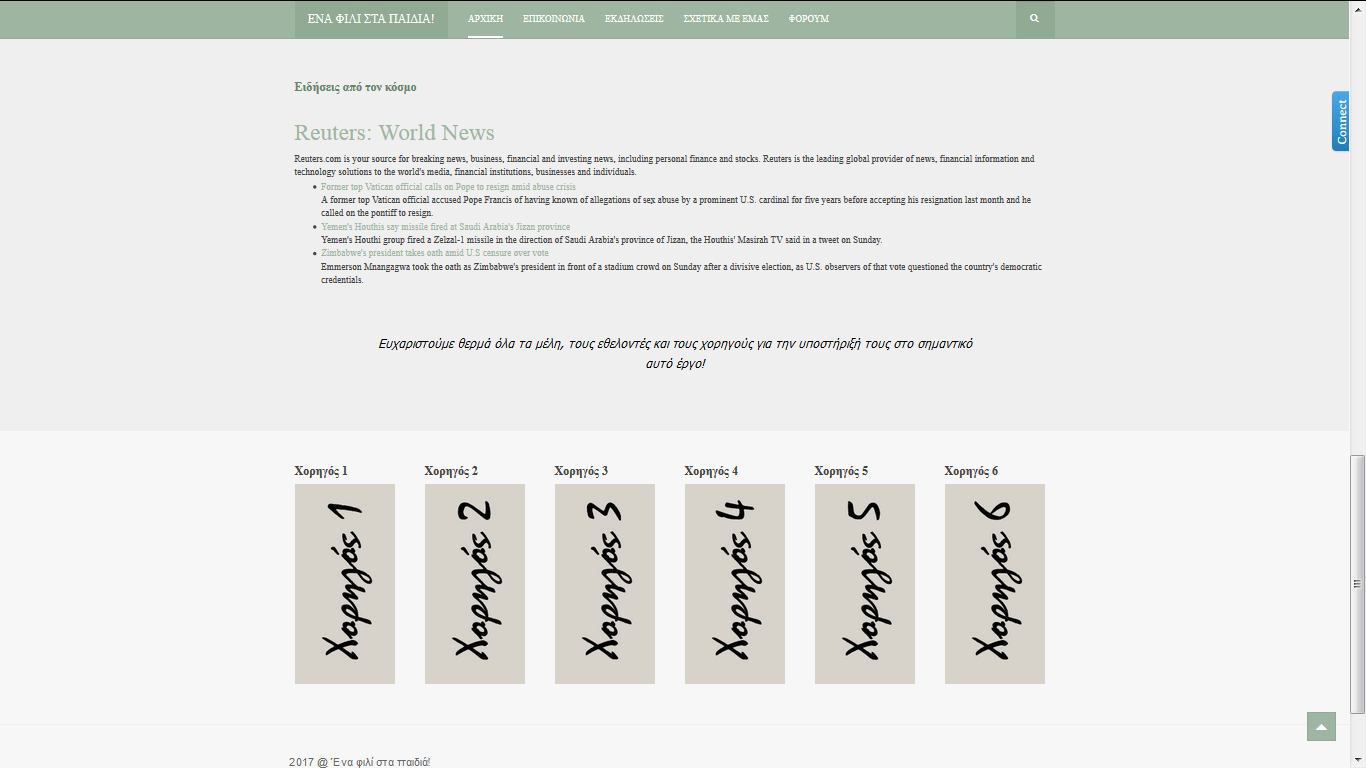 ΕΝΑ ΦΙΛΙ ΣΤΑ ΠΑΙΔΙΑ! ΑΡΧΙΚΗ ΕΠΙΚΟΙΝΩΝΙΑ ΕΚΔΗΛΩΣΕΙΣ ΣΧΕΤΙΚΑ ΜΕ ΕΜΑΣ ΦΟΡΟΥΜ
Ειδήσεις από τον κόσμο
Connect
Reuters: World News
Reuters.com is your source for breaking news, business, financial and investing news, including personal finance and stocks. Reuters is the leading global provider of news, financial information and
technology solutions to the world's media, financial institutions, businesses and individuals.
Former top Vatican official calls on Pope to resign amid abuse crisis
A former top Vatican official accused Pope Francis of having known of allegations of sex abuse by a prominent U.S. cardinal for five years before accepting his resignation last month and he
called on the pontiff to resign.
Yemen's Houthis say missile fired at Saudi Arabia's Jizan province
Yemen's Houthi group fired a Zelzal-1 missile in the direction of Saudi Arabia's province of Jizan, the Houthis' Masirah TV said in a tweet on Sunday.
Zimbabwe's president takes oath amid U.S censure over vote
Emmerson Mnangagwa took the oath as Zimbabwe's president in front of a stadium crowd on Sunday after a divisive election, as U.S. observers of that vote questioned the country's democratic
credentials.
Ευχαριστούμε θερμά όλα τα μέλη, τους εθελοντές και τους χορηγούς για την υποστήριξή τους στο σημαντικό
αυτό έργο!
Χορηγός 1 Χορηγός 2 Χορηγός 3 Χορηγός 4 Χορηγός 5 Χορηγός 6
Χορηγός 1
Χορηγός 2
Χορηγός 3
Χορηγός 4
Χορηγός 5
Χορηγός 6
2017 @ Ένα φιλί στα παιδιά!